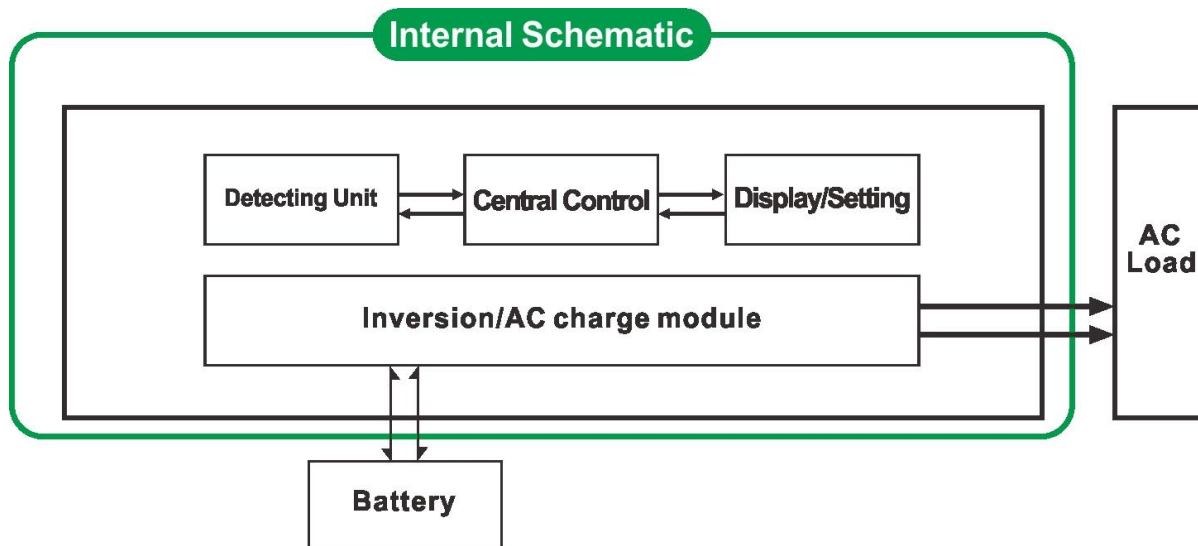 Internal Schematic
Detecting Unit
Central Control
Display/Setting
AC
Load
Inversion/AC charge module
Battery